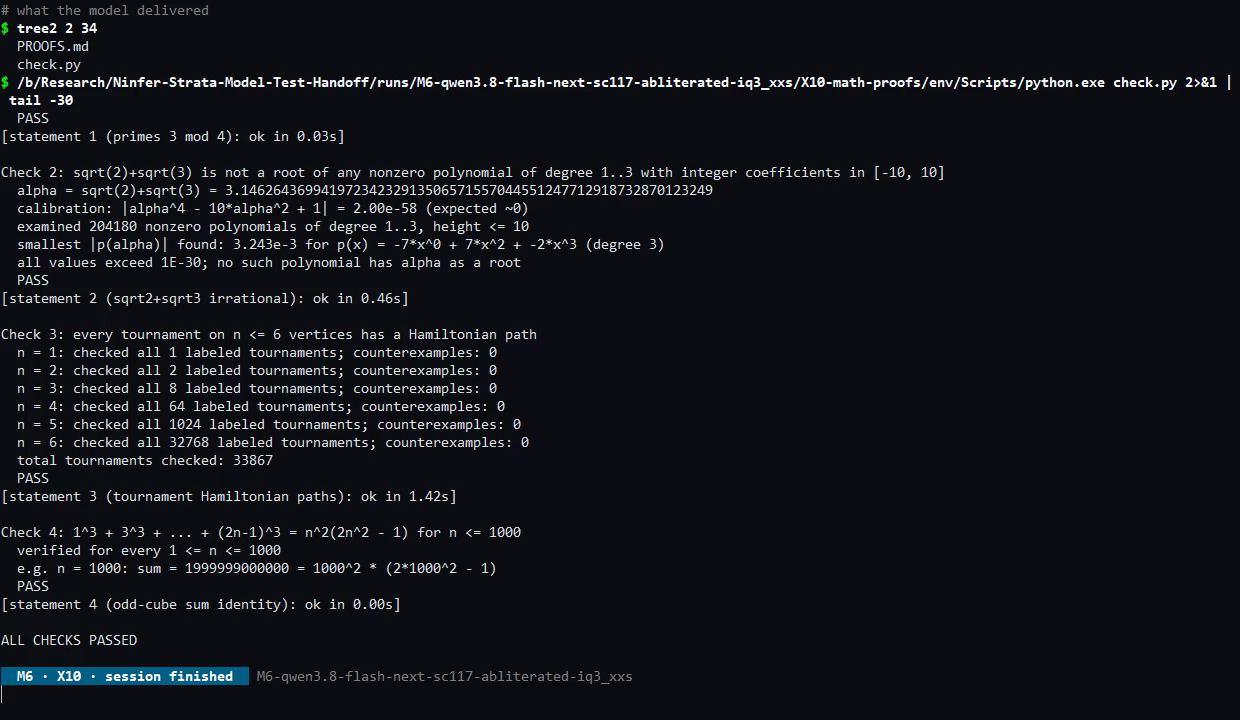 # what the model delivered
$ tree2 2 34
  PROOFS.md
  check.py
$ /b/Research/Ninfer-Strata-Model-Test-Handoff/runs/M6-qwen3.8-flash-next-sc117-abliterated-iq3_xxs/X10-math-proofs/env/Scripts/python.exe check.py 2>&1 |
 tail -30
  PASS
[statement 1 (primes 3 mod 4): ok in 0.03s]

Check 2: sqrt(2)+sqrt(3) is not a root of any nonzero polynomial of degree 1..3 with integer coefficients in [-10, 10]
  alpha = sqrt(2)+sqrt(3) = 3.1462643699419723423291350657155704455124771291873287012​3249
  calibration: |alpha^4 - 10*alpha^2 + 1| = 2.00e-58 (expected ~0)
  examined 204180 nonzero polynomials of degree 1..3, height <= 10
  smallest |p(alpha)| found: 3.243e-3 for p(x) = -7*x^0 + 7*x^2 + -2*x^3 (degree 3)
  all values exceed 1E-30; no such polynomial has alpha as a root
  PASS
[statement 2 (sqrt2+sqrt3 irrational): ok in 0.46s]

Check 3: every tournament on n <= 6 vertices has a Hamiltonian path
  n = 1: checked all 1 labeled tournaments; counterexamples: 0
  n = 2: checked all 2 labeled tournaments; counterexamples: 0
  n = 3: checked all 8 labeled tournaments; counterexamples: 0
  n = 4: checked all 64 labeled tournaments; counterexamples: 0
  n = 5: checked all 1024 labeled tournaments; counterexamples: 0
  n = 6: checked all 32768 labeled tournaments; counterexamples: 0
  total tournaments checked: 33867
  PASS
[statement 3 (tournament Hamiltonian paths): ok in 1.42s]

Check 4: 1^3 + 3^3 + ... + (2n-1)^3 = n^2(2n^2 - 1) for n <= 1000
  verified for every 1 <= n <= 1000
  e.g. n = 1000: sum = 1999999000000 = 1000^2 * (2*1000^2 - 1)
  PASS
[statement 4 (odd-cube sum identity): ok in 0.00s]

ALL CHECKS PASSED

M6 · X10 · session finished  M6-qwen3.8-flash-next-sc117-abliterated-iq3_xxs